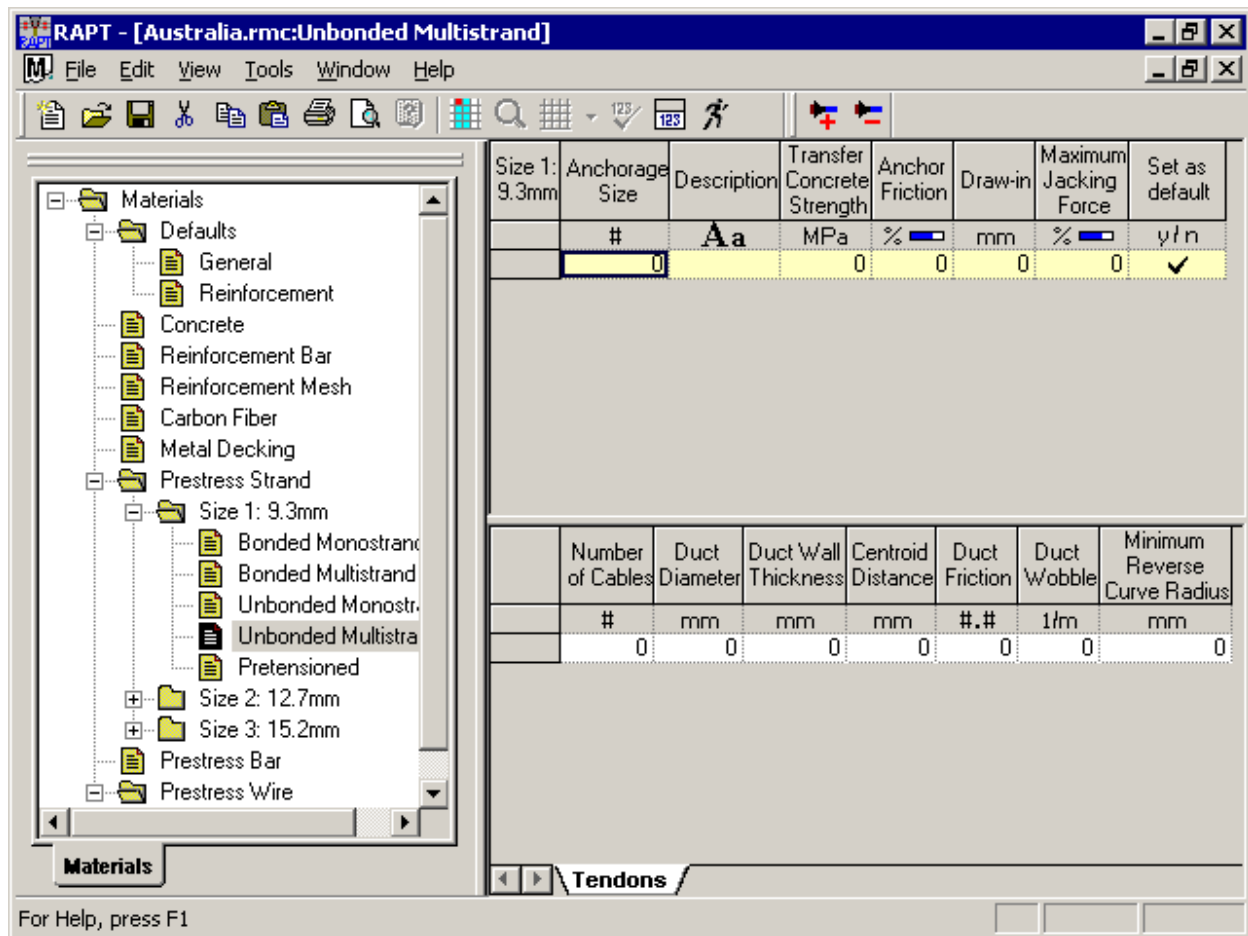 RAPT - [Australia.rmc:Unbonded Multistrand]
File Edit View Tools Window Help
Materials
Defaults
General
Reinforcement
Concrete
Reinforcement Bar
Reinforcement Mesh
Carbon Fiber
Metal Decking
Prestress Strand
Size 1: 9.3mm
Bonded Monostrand
Bonded Multistrand
Unbonded Monostr
Unbonded Multistra
Pretensioned
Size 2: 12.7mm
Size 3: 15.2mm
Prestress Bar
Prestress Wire
Materials
Size 1: 9.3mm Anchorage Size Description Transfer Concrete Strength Anchor Friction Draw-in Maximum Jacking Force Set as default
# Aa MPa % mm % y/n
0 0 0 0 0
Number of Cables Duct Diameter Duct Wall Thickness Centroid Distance Duct Friction Duct Wobble Minimum Reverse Curve Radius
# mm mm mm #.# 1/m mm
0 0 0 0 0 0 0
Tendons
For Help, press F1